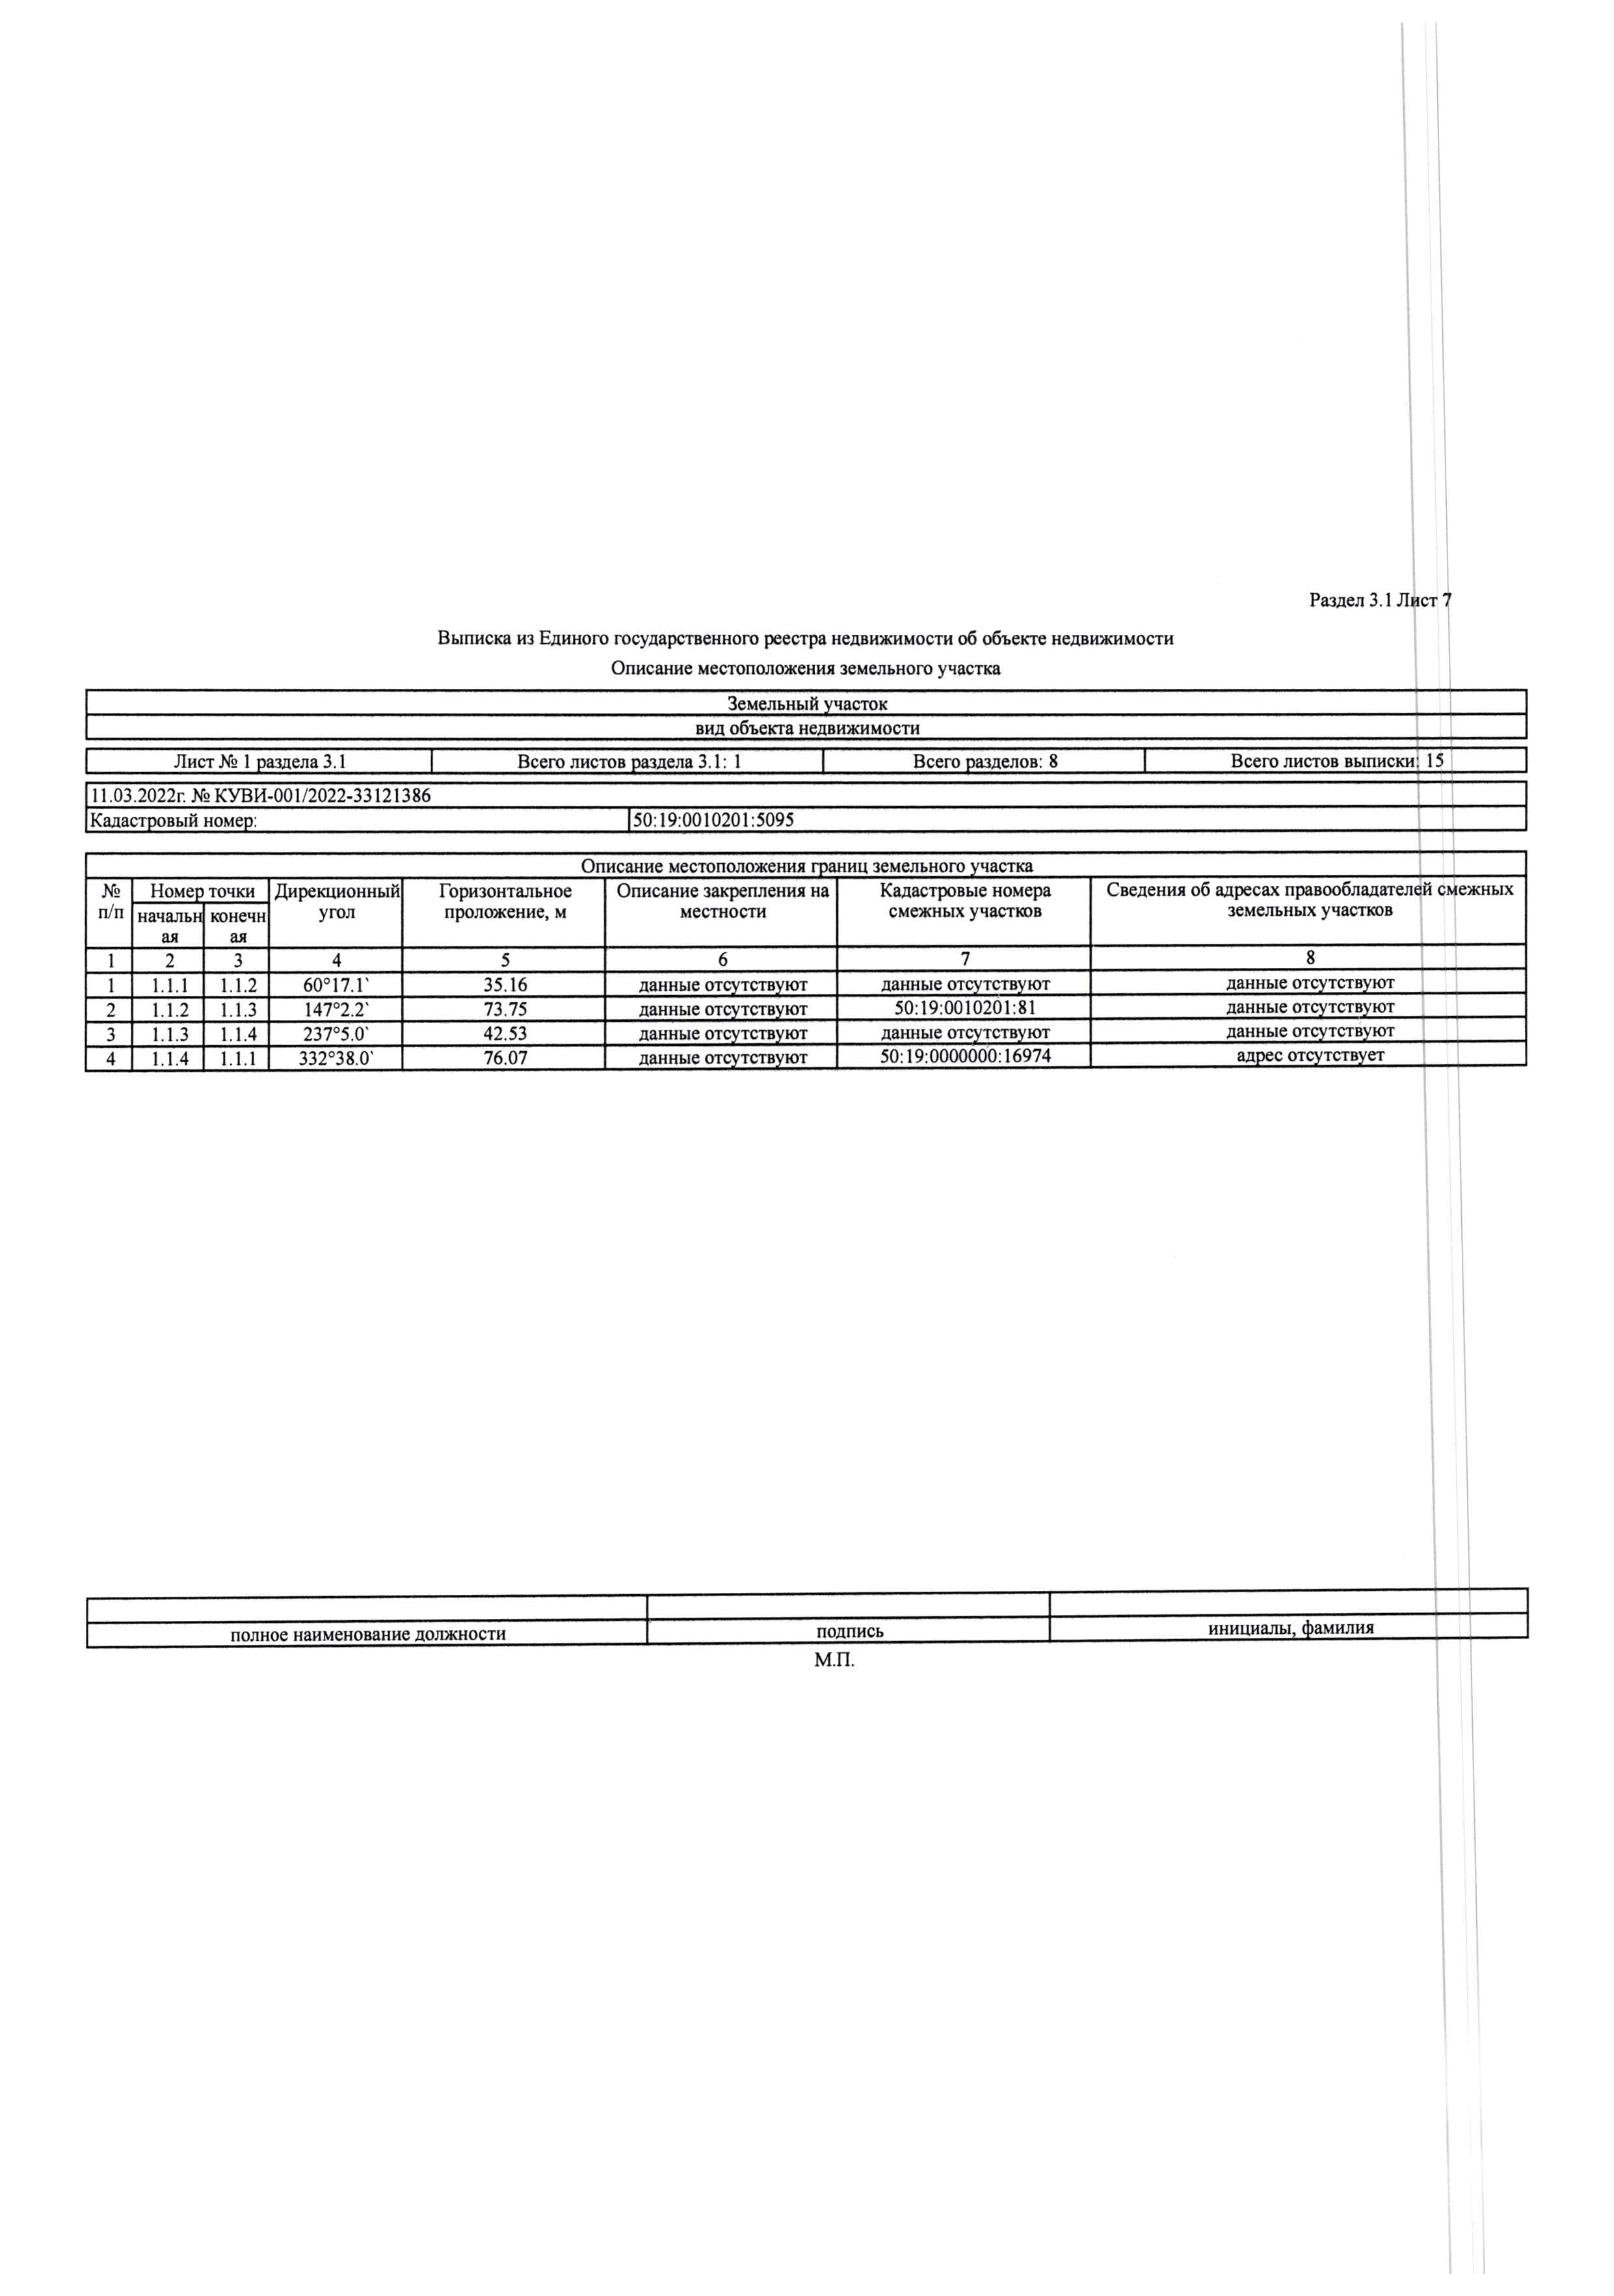 Раздел 3.1 Лист 7
Выписка из Единого государственного реестра недвижимости об объекте недвижимости
Описание местоположения земельного участка
Земельный участок
вид объекта недвижимости
Лист № 1 раздела 3.1 Всего листов раздела 3.1: 1 Всего разделов: 8 Всего листов выписки: 15
11.03.2022г. № КУВИ-001/2022-33121386
Кадастровый номер: 50:19:0010201:5095
Описание местоположения границ земельного участка
№ Номер точки Дирекционный Горизонтальное Описание закрепления на Кадастровые номера Сведения об адресах правообладателей смежных
п/п начальн конечн угол проложение, м местности смежных участков земельных участков
ая ая
1 2 3 4 5 6 7 8
1 1.1.1 1.1.2 60°17.1` 35.16 данные отсутствуют данные отсутствуют данные отсутствуют
2 1.1.2 1.1.3 147°2.2` 73.75 данные отсутствуют 50:19:0010201:81 данные отсутствуют
3 1.1.3 1.1.4 237°5.0` 42.53 данные отсутствуют данные отсутствуют данные отсутствуют
4 1.1.4 1.1.1 332°38.0` 76.07 данные отсутствуют 50:19:0000000:16974 адрес отсутствует
полное наименование должности подпись инициалы, фамилия
М.П.